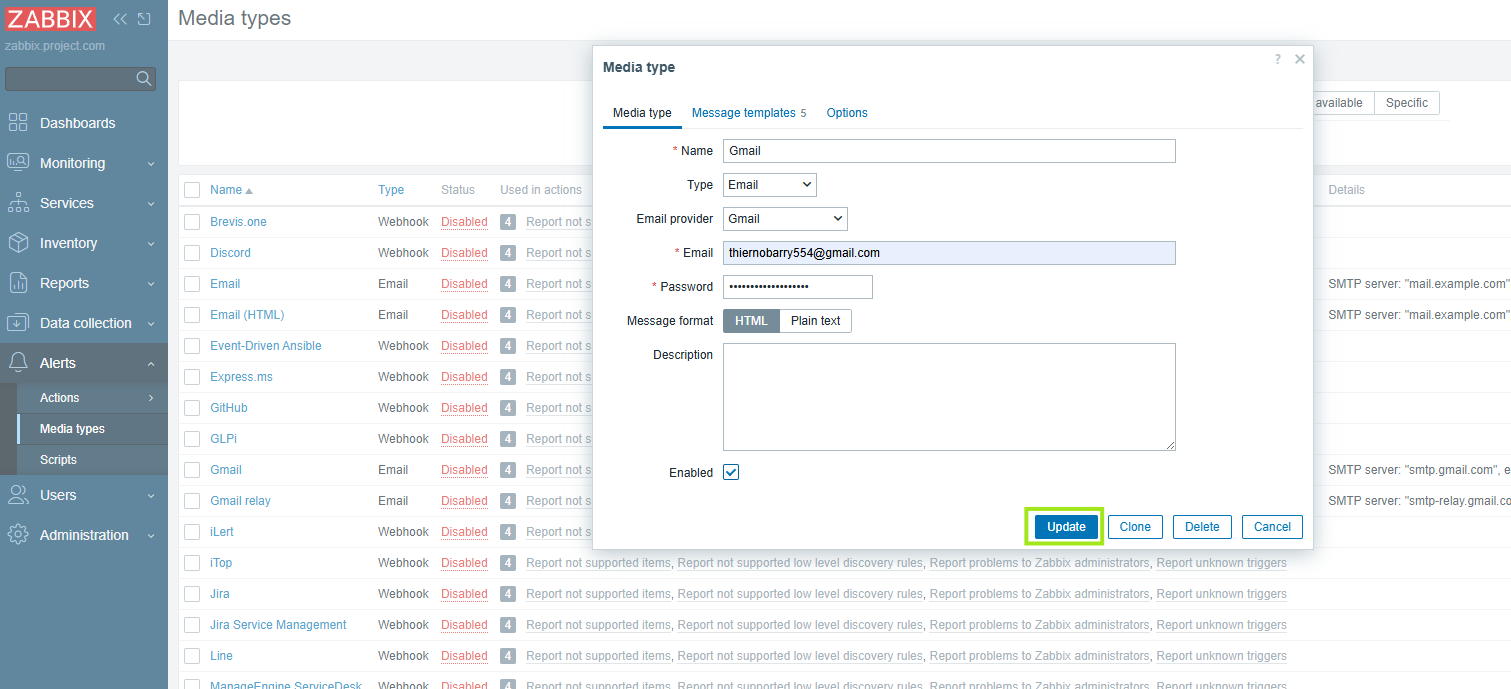 ZABBIX
zabbix.project.com
Dashboards
Monitoring
Services
Inventory
Reports
Data collection
Alerts
Actions
Media types
Scripts
Users
Administration
Media types
available Specific
Media type
?
Media type Message templates 5 Options
* Name Gmail
Type Email
Email provider Gmail
* Email thiernobarry554@gmail.com
* Password •••••••••••••••••••
Message format HTML Plain text
Description
Enabled
Update Clone Delete Cancel
Name Type Status Used in actions Details
Brevis.one Webhook Disabled 4 Report not s
Discord Webhook Disabled 4 Report not s
Email Email Disabled 4 Report not s SMTP server: "mail.example.com"
Email (HTML) Email Disabled 4 Report not s SMTP server: "mail.example.com"
Event-Driven Ansible Webhook Disabled 4 Report not s
Express.ms Webhook Disabled 4 Report not s
GitHub Webhook Disabled 4 Report not s
GLPi Webhook Disabled 4 Report not s
Gmail Email Disabled 4 Report not s SMTP server: "smtp.gmail.com", e
Gmail relay Email Disabled 4 Report not s SMTP server: "smtp-relay.gmail.co
iLert Webhook Disabled 4 Report not s
iTop Webhook Disabled 4 Report not supported items, Report not supported low level discovery rules, Report problems to Zabbix administrators, Report unknown triggers
Jira Webhook Disabled 4 Report not supported items, Report not supported low level discovery rules, Report problems to Zabbix administrators, Report unknown triggers
Jira Service Management Webhook Disabled 4 Report not supported items, Report not supported low level discovery rules, Report problems to Zabbix administrators, Report unknown triggers
Line Webhook Disabled 4 Report not supported items, Report not supported low level discovery rules, Report problems to Zabbix administrators, Report unknown triggers
ManageEngine ServiceDesk Webhook Disabled 4 Report not supported items, Report not supported low level discovery rules, Report problems to Zabbix administrators, Report unknown triggers